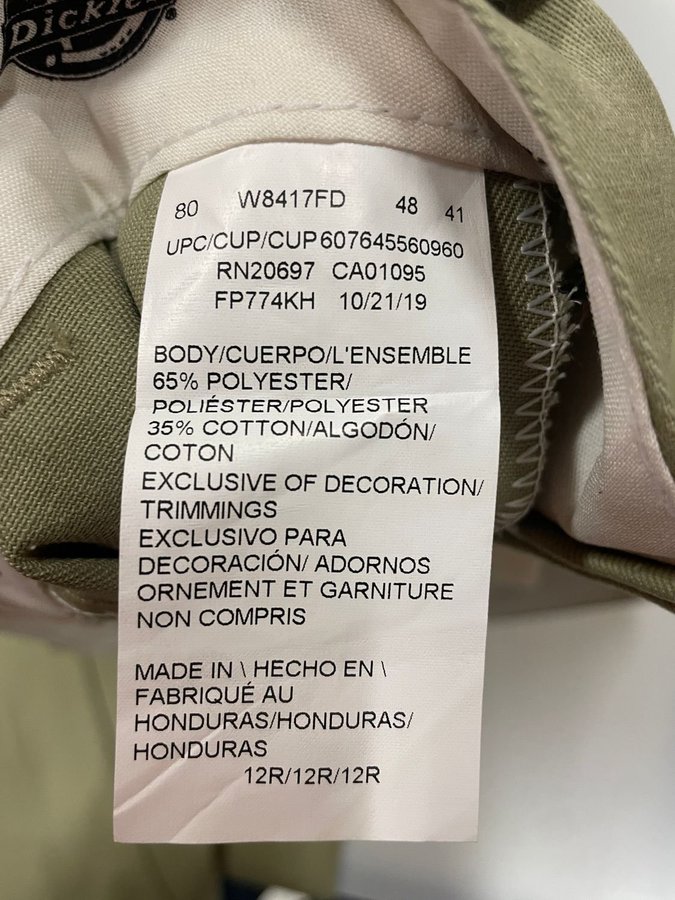 Dickies
80 W8417FD 48 41
UPC/CUP/CUP607645560960
RN20697 CA01095
FP774KH 10/21/19
BODY/CUERPO/L'ENSEMBLE
65% POLYESTER/
POLIÉSTER/POLYESTER
35% COTTON/ALGODÓN/
COTON
EXCLUSIVE OF DECORATION/
TRIMMINGS
EXCLUSIVO PARA
DECORACIÓN/ ADORNOS
ORNEMENT ET GARNITURE
NON COMPRIS
MADE IN \ HECHO EN \
FABRIQUÉ AU
HONDURAS/HONDURAS/
HONDURAS
12R/12R/12R